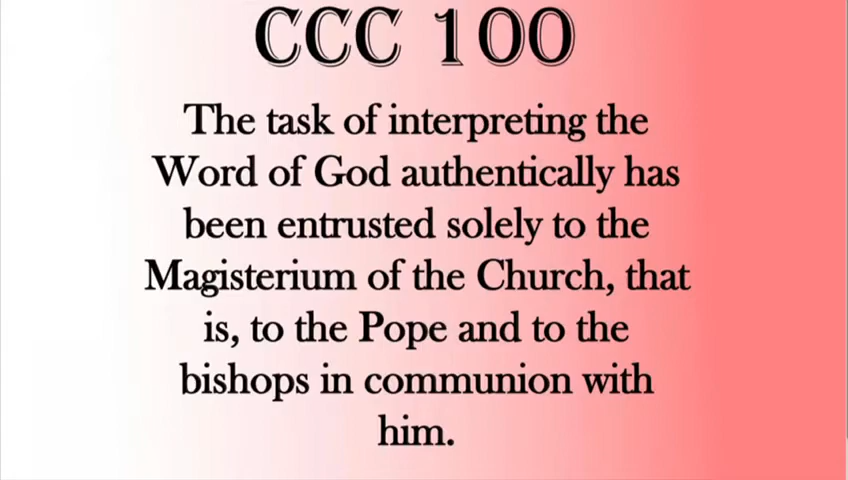 CCC 100
The task of interpreting the
Word of God authentically has
been entrusted solely to the
Magisterium of the Church, that
is, to the Pope and to the
bishops in communion with
him.